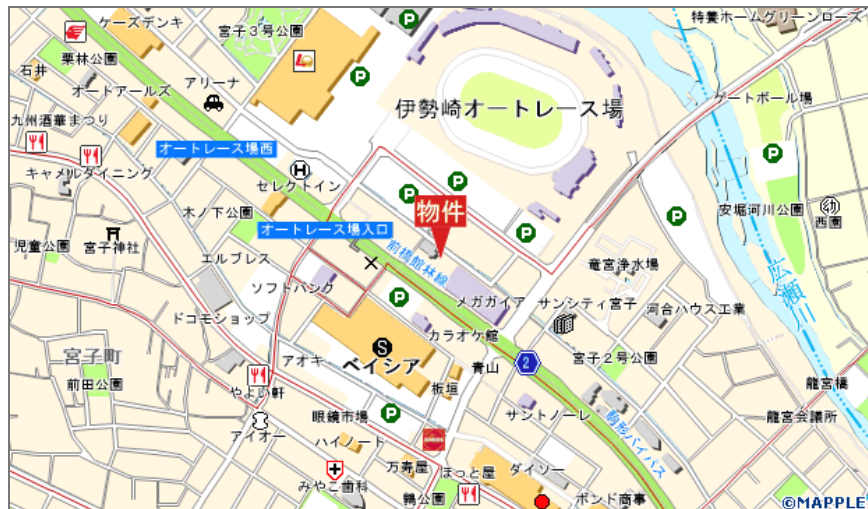 ケーズデンキ
宮子3号公園
特養ホームグリーンローズ
P
栗林公園
石井
アリーナ
P
オートアールズ
伊勢崎オートレース場
ゲートボール場
九州酒華まつり
オートレース場西
P
キャメルダイニング
H
セレクトイン
P
P
木ノ下公園
物件
P
P
安堀河川公園
西園
オートレース場入口
児童公園
宮子神社
エルブレス
前橋館林線
竜宮浄水場
広瀬川
ソフトバンク
P
メガガイア
サンシティ宮子
河合ハウス工業
ドコモショップ
カラオケ館
S
ベイシア
宮子町
アオキ
青山
2
宮子2号公園
前田公園
やよい軒
板垣
龍宮橋
眼鏡市場
P
サントノーレ
駒形バイパス
龍宮会議所
アイオー
ハイノート
万寿屋
ほっと屋
ダイソー
みやこ歯科
鶴公園
ボンド商事
©MAPPLE